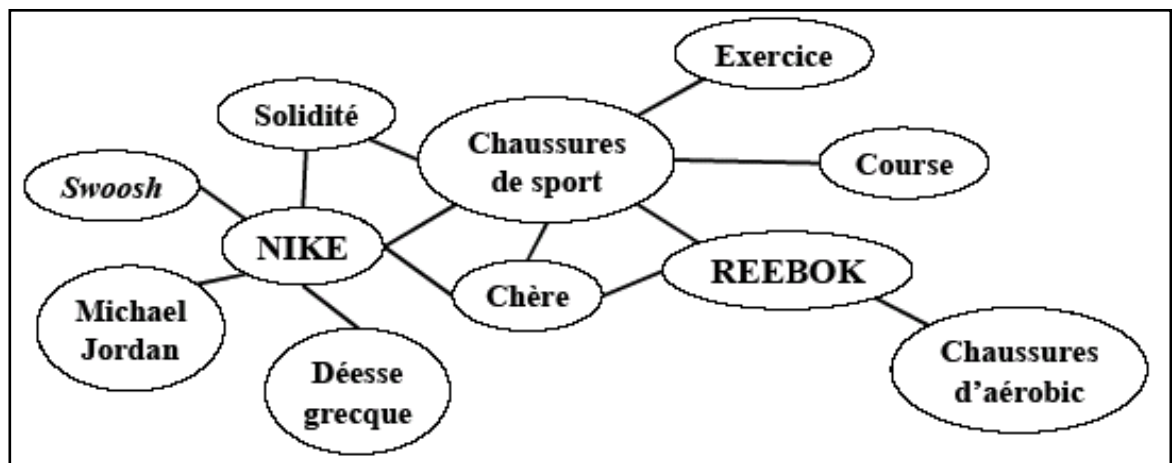 Exercice
Solidité
Chaussures
de sport
Course
Swoosh
NIKE
Chère
REEBOK
Michael
Jordan
Déesse
grecque
Chaussures
d'aérobic